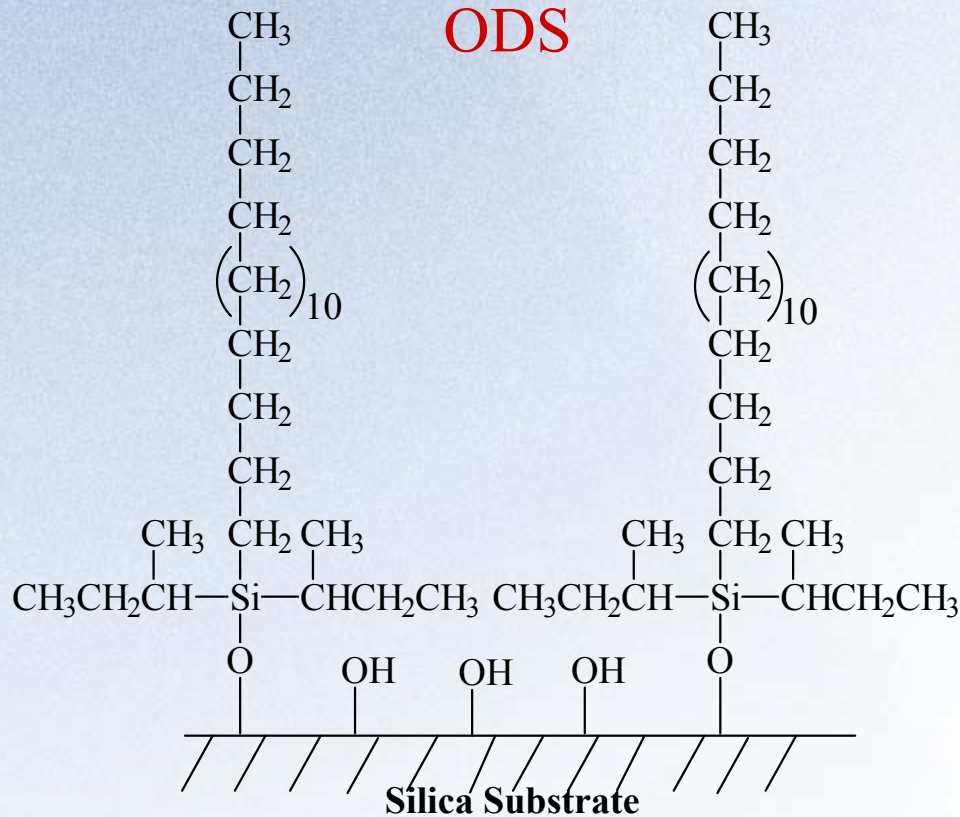 CH3 ODS CH3
CH2 CH2
CH2 CH2
CH2 CH2
(CH2)10 (CH2)10
CH2 CH2
CH2 CH2
CH2 CH2
CH3 CH2 CH3 CH3 CH2 CH3
CH3CH2CH—Si—CHCH2CH3 CH3CH2CH—Si—CHCH2CH3
O OH OH OH O
Silica Substrate